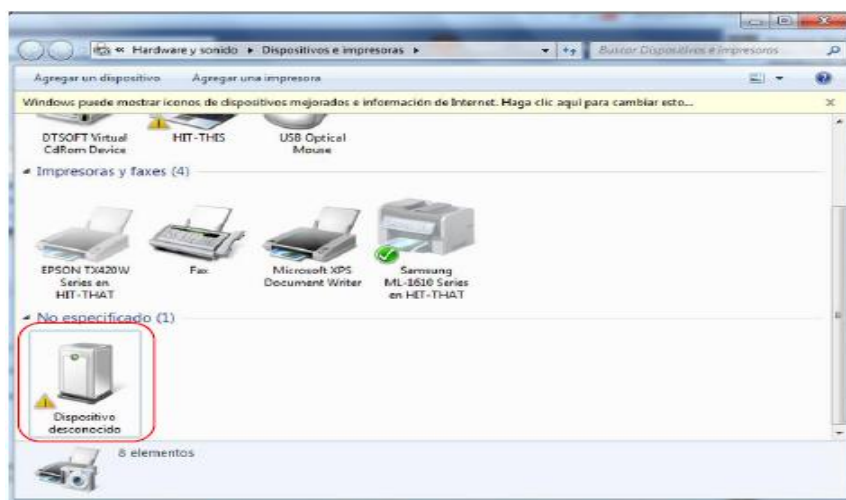 « Hardware y sonido ▸ Dispositivos e impresoras ▸
Buscar Dispositivos e impresoras
Agregar un dispositivo Agregar una impresora
Windows puede mostrar iconos de dispositivos mejorados e información de Internet. Haga clic aquí para cambiar esto...
DTSOFT Virtual
CdRom Device
HIT-THIS
USB Optical
Mouse
Impresoras y faxes (4)
EPSON TX420W
Series en
HIT-THAT
Fax
Microsoft XPS
Document Writer
Samsung
ML-1610 Series
en HIT-THAT
No especificado (1)
Dispositivo
desconocido
8 elementos